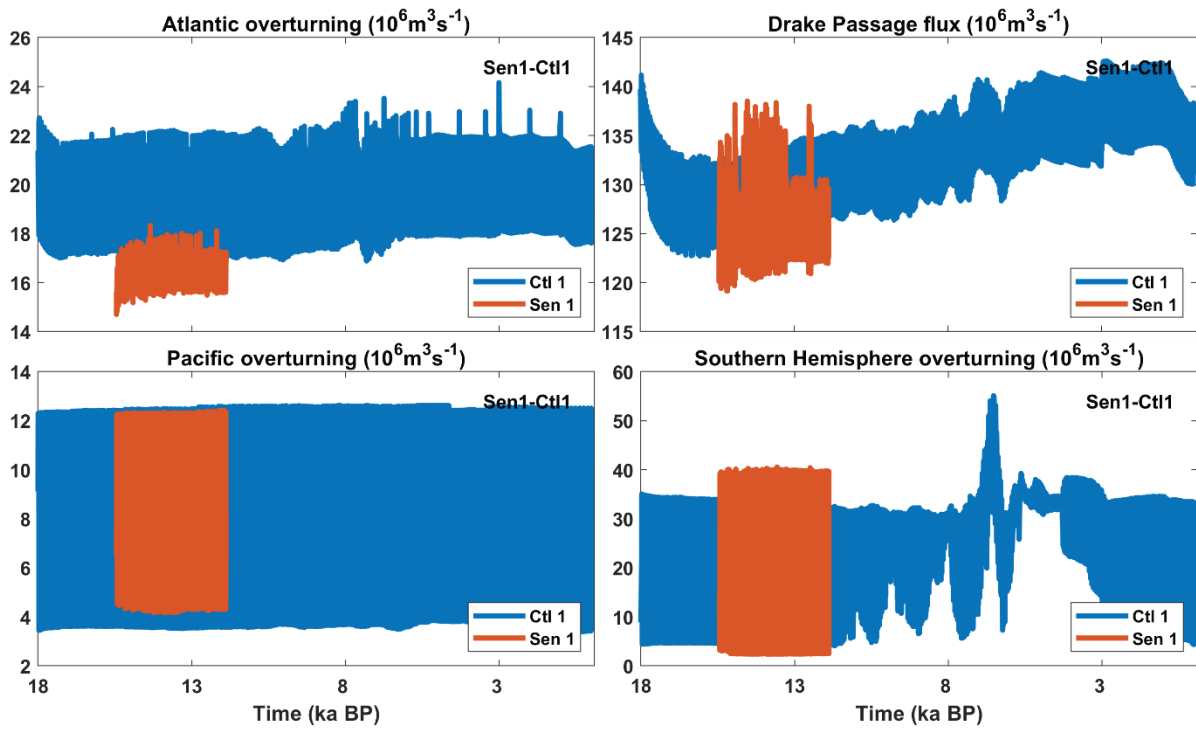 Atlantic overturning (10⁶m³s⁻¹)
26
24
22
20
18
16
14
Sen1-Ctl1
Ctl 1
Sen 1
Drake Passage flux (10⁶m³s⁻¹)
145
140
135
130
125
120
115
Sen1-Ctl1
Ctl 1
Sen 1
Pacific overturning (10⁶m³s⁻¹)
14
12
10
8
6
4
2
Sen1-Ctl1
Ctl 1
Sen 1
18 13 8 3
Time (ka BP)
Southern Hemisphere overturning (10⁶m³s⁻¹)
60
50
40
30
20
10
0
Sen1-Ctl1
Ctl 1
Sen 1
18 13 8 3
Time (ka BP)